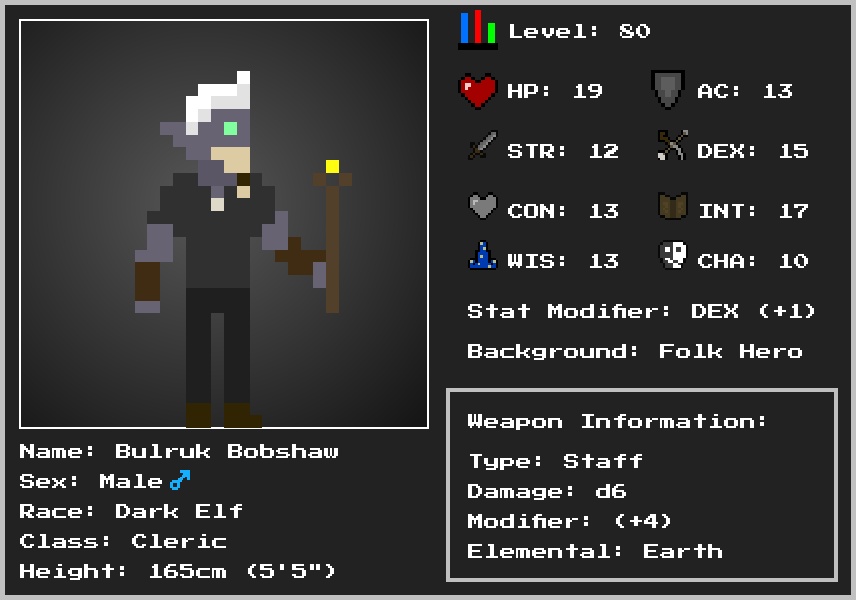 Level: 80
HP: 19 AC: 13
STR: 12 DEX: 15
CON: 13 INT: 17
WIS: 13 CHA: 10
Stat Modifier: DEX (+1)
Background: Folk Hero
Weapon Information:
Type: Staff
Damage: d6
Modifier: (+4)
Elemental: Earth
Name: Bulruk Bobshaw
Sex: Male ♂
Race: Dark Elf
Class: Cleric
Height: 165cm (5'5")